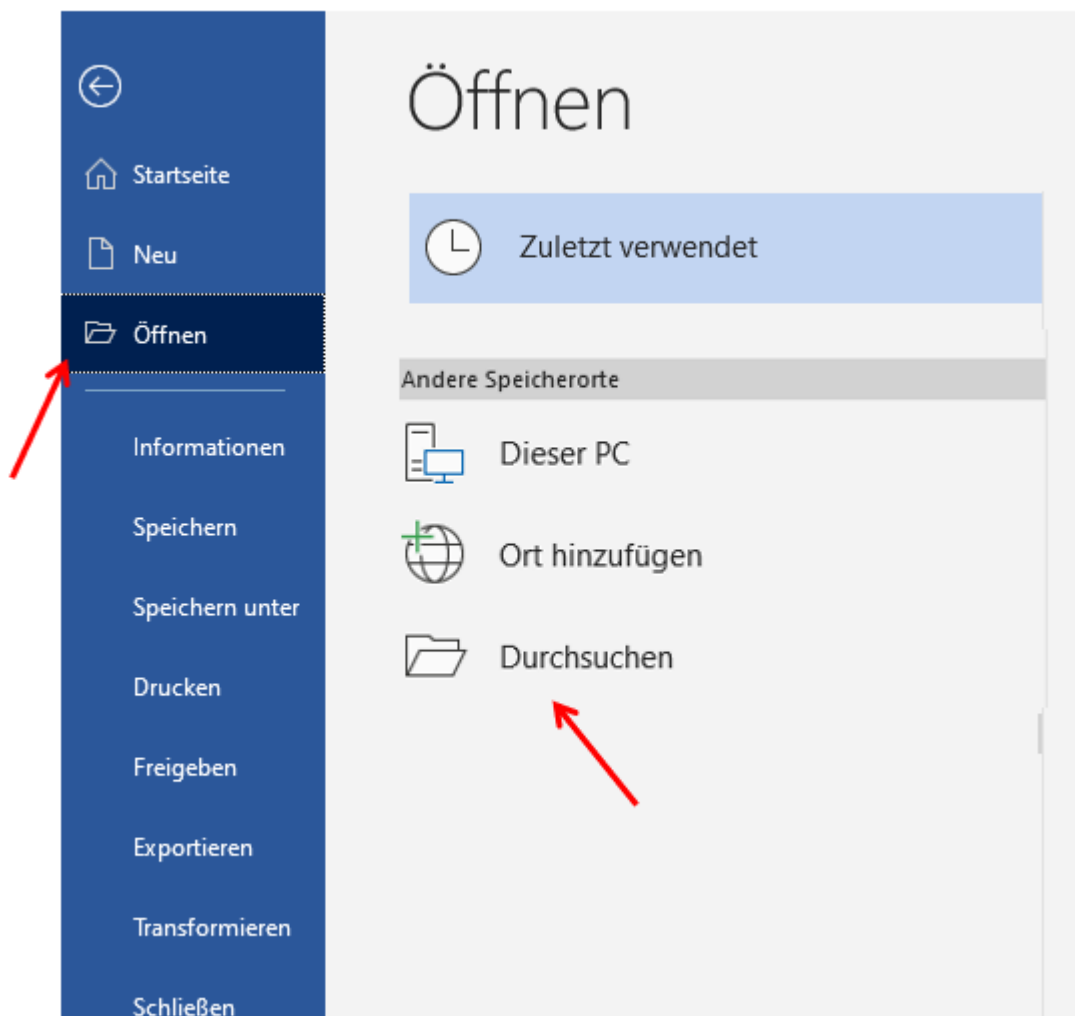 Startseite
Neu
Öffnen
Informationen
Speichern
Speichern unter
Drucken
Freigeben
Exportieren
Transformieren
Schließen
Öffnen
Zuletzt verwendet
Andere Speicherorte
Dieser PC
Ort hinzufügen
Durchsuchen